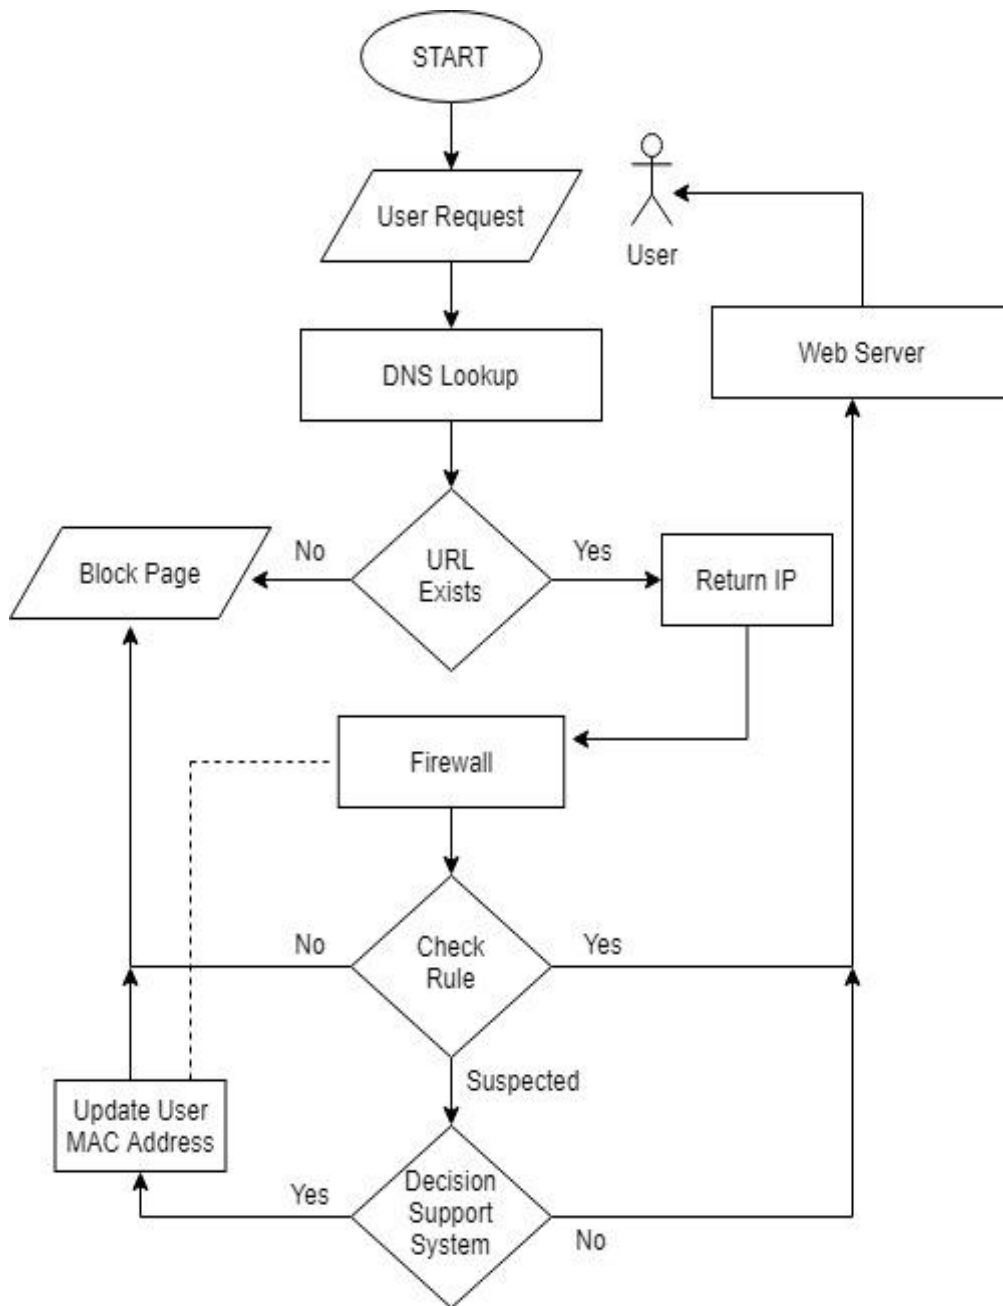 START
User Request
User
DNS Lookup
Web Server
No
URL
Exists
Yes
Block Page
Return IP
Firewall
No
Check
Rule
Yes
Suspected
Update User
MAC Address
Yes
Decision
Support
System
No